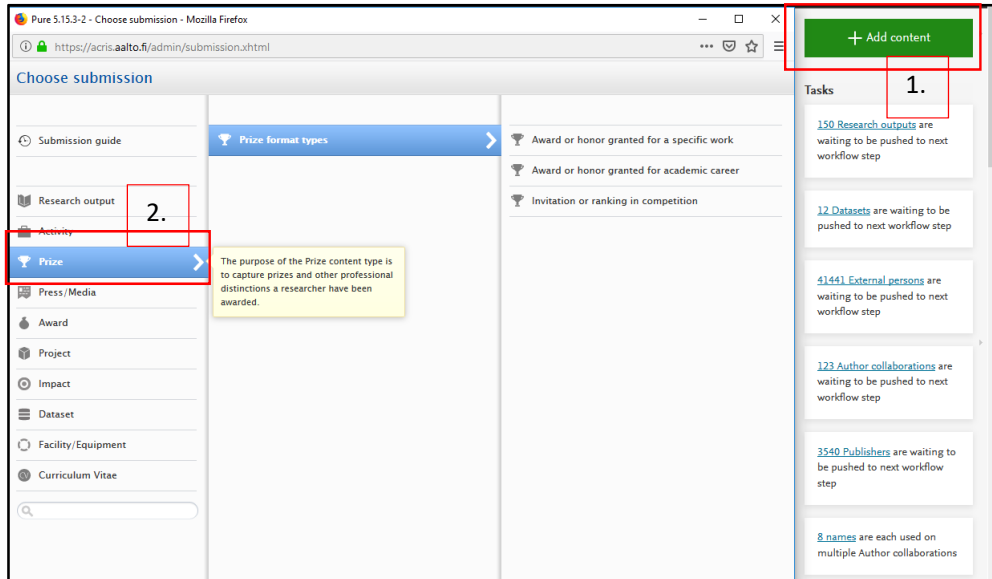 Pure 5.15.3-2 - Choose submission - Mozilla Firefox
https://acris.aalto.fi/admin/submission.xhtml
Choose submission
Submission guide
Research output
2.
Activity
Prize
Press/Media
Award
Project
Impact
Dataset
Facility/Equipment
Curriculum Vitae
Prize format types
The purpose of the Prize content type is
to capture prizes and other professional
distinctions a researcher have been
awarded.
Award or honor granted for a specific work
Award or honor granted for academic career
Invitation or ranking in competition
+ Add content
1.
Tasks
150 Research outputs are
waiting to be pushed to next
workflow step
12 Datasets are waiting to be
pushed to next workflow step
41441 External persons are
waiting to be pushed to next
workflow step
123 Author collaborations are
waiting to be pushed to next
workflow step
3540 Publishers are waiting to
be pushed to next workflow
step
8 names are each used on
multiple Author collaborations